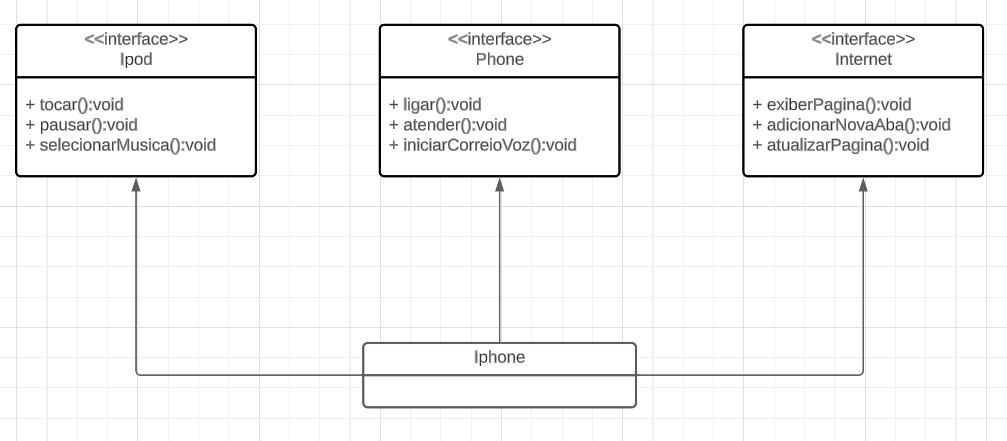 <<interface>>
Ipod
+ tocar():void
+ pausar():void
+ selecionarMusica():void
<<interface>>
Phone
+ ligar():void
+ atender():void
+ iniciarCorreioVoz():void
<<interface>>
Internet
+ exiberPagina():void
+ adicionarNovaAba():void
+ atualizarPagina():void
Iphone